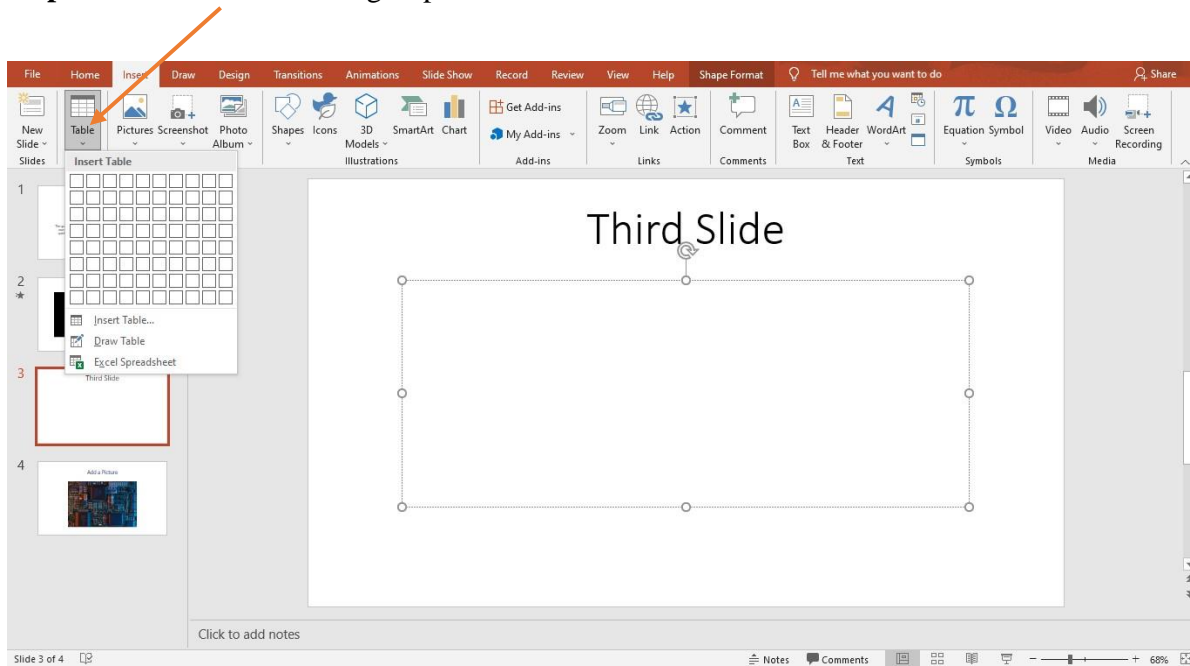 File Home Insert Draw Design Transitions Animations Slide Show Record Review View Help Shape Format Tell me what you want to do Share
New Slide Table Pictures Screenshot Photo Album Shapes Icons 3D Models SmartArt Chart Get Add-ins My Add-ins Zoom Link Action Comment Text Box Header & Footer WordArt Equation Symbol Video Audio Screen Recording
Slides Illustrations Add-ins Links Comments Text Symbols Media
Insert Table
Insert Table...
Draw Table
Excel Spreadsheet
1
2
3
Third Slide
4
Add a Picture
Third Slide
Click to add notes
Slide 3 of 4 Notes Comments 68%